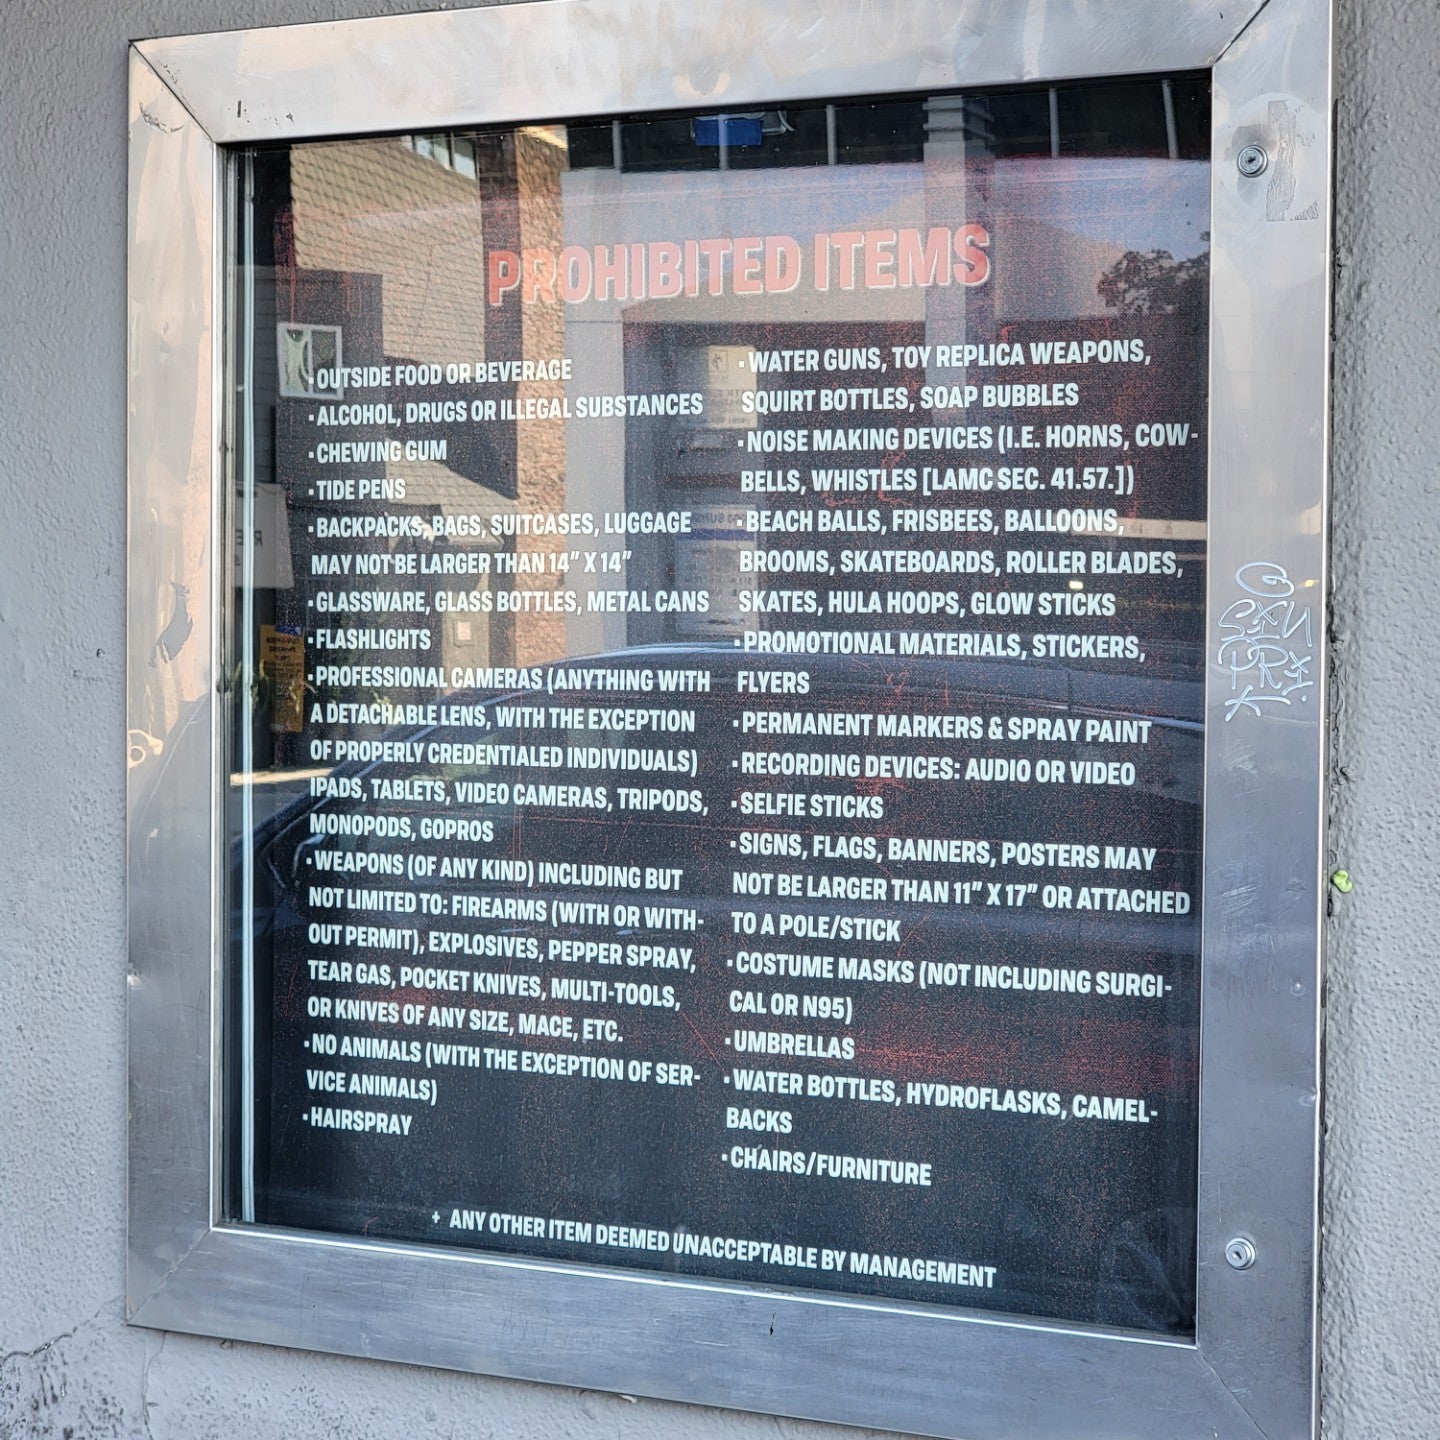 PROHIBITED ITEMS
· OUTSIDE FOOD OR BEVERAGE
· ALCOHOL, DRUGS OR ILLEGAL SUBSTANCES
· CHEWING GUM
· TIDE PENS
· BACKPACKS, BAGS, SUITCASES, LUGGAGE
MAY NOT BE LARGER THAN 14" X 14"
· GLASSWARE, GLASS BOTTLES, METAL CANS
· FLASHLIGHTS
· PROFESSIONAL CAMERAS (ANYTHING WITH
A DETACHABLE LENS, WITH THE EXCEPTION
OF PROPERLY CREDENTIALED INDIVIDUALS)
IPADS, TABLETS, VIDEO CAMERAS, TRIPODS,
MONOPODS, GOPROS
· WEAPONS (OF ANY KIND) INCLUDING BUT
NOT LIMITED TO: FIREARMS (WITH OR WITH-
OUT PERMIT), EXPLOSIVES, PEPPER SPRAY,
TEAR GAS, POCKET KNIVES, MULTI-TOOLS,
OR KNIVES OF ANY SIZE, MACE, ETC.
· NO ANIMALS (WITH THE EXCEPTION OF SER-
VICE ANIMALS)
· HAIRSPRAY
· WATER GUNS, TOY REPLICA WEAPONS,
SQUIRT BOTTLES, SOAP BUBBLES
· NOISE MAKING DEVICES (I.E. HORNS, COW-
BELLS, WHISTLES [LAMC SEC. 41.57.])
· BEACH BALLS, FRISBEES, BALLOONS,
BROOMS, SKATEBOARDS, ROLLER BLADES,
SKATES, HULA HOOPS, GLOW STICKS
· PROMOTIONAL MATERIALS, STICKERS,
FLYERS
· PERMANENT MARKERS & SPRAY PAINT
· RECORDING DEVICES: AUDIO OR VIDEO
· SELFIE STICKS
· SIGNS, FLAGS, BANNERS, POSTERS MAY
NOT BE LARGER THAN 11" X 17" OR ATTACHED
TO A POLE/STICK
· COSTUME MASKS (NOT INCLUDING SURGI-
CAL OR N95)
· UMBRELLAS
· WATER BOTTLES, HYDROFLASKS, CAMEL-
BACKS
· CHAIRS/FURNITURE
+ ANY OTHER ITEM DEEMED UNACCEPTABLE BY MANAGEMENT